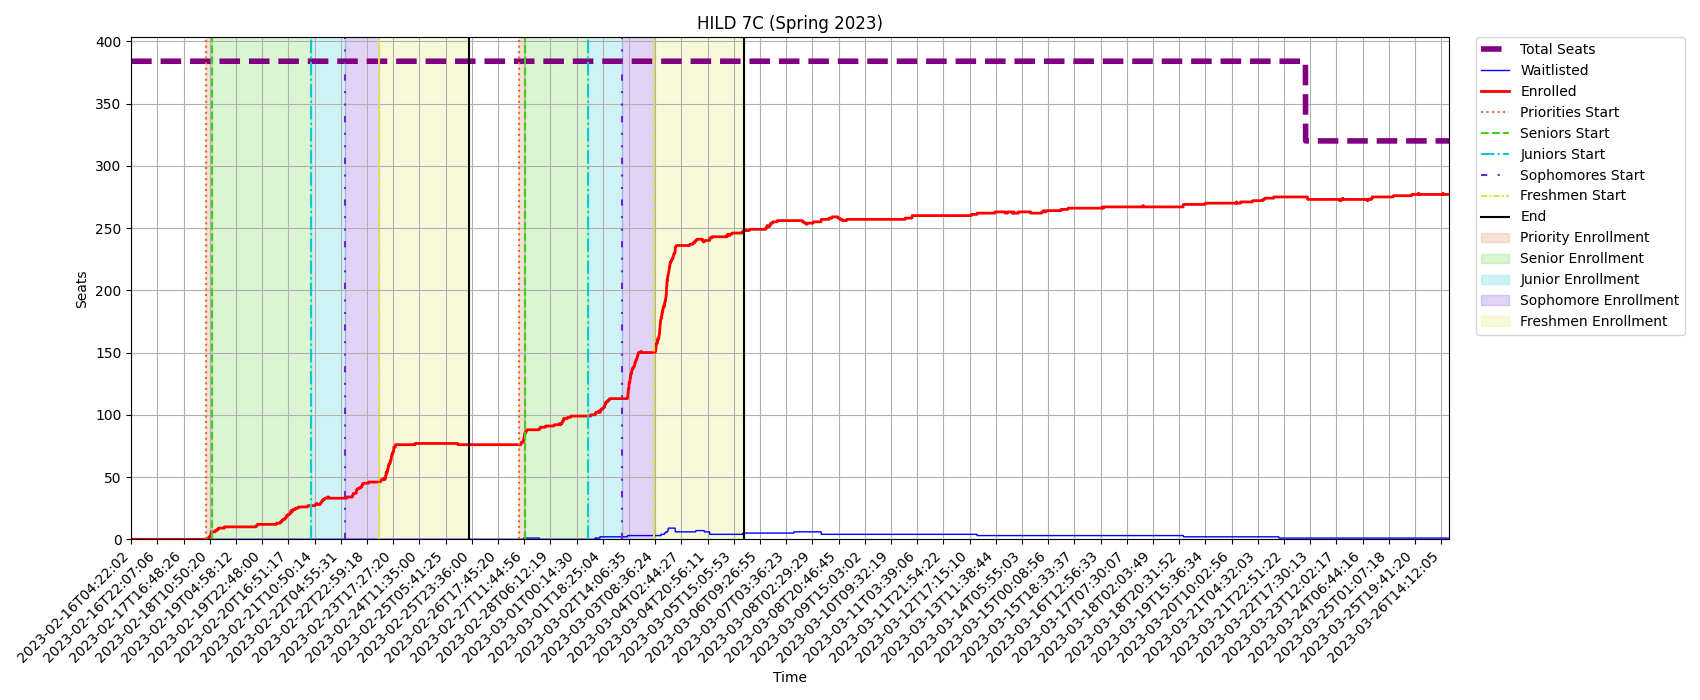 HILD 7C (Spring 2023)
400
350
300
250
200
150
100
50
0
Seats
2023-02-16T04:22:02
2023-02-16T22:07:06
2023-02-17T16:48:26
2023-02-18T10:50:20
2023-02-19T04:58:12
2023-02-19T22:48:00
2023-02-20T16:51:17
2023-02-21T10:50:14
2023-02-22T04:55:31
2023-02-22T22:59:18
2023-02-23T17:27:20
2023-02-24T11:35:00
2023-02-25T05:41:25
2023-02-25T23:36:00
2023-02-26T17:45:20
2023-02-27T11:44:56
2023-02-28T06:12:19
2023-03-01T00:14:30
2023-03-01T18:25:04
2023-03-02T14:06:35
2023-03-03T08:36:24
2023-03-04T02:44:27
2023-03-04T20:56:11
2023-03-05T15:05:53
2023-03-06T09:26:55
2023-03-07T03:36:23
2023-03-08T02:29:29
2023-03-08T20:46:45
2023-03-09T15:03:02
2023-03-10T09:32:19
2023-03-11T03:39:06
2023-03-11T21:54:22
2023-03-12T17:15:10
2023-03-13T11:38:44
2023-03-14T05:55:03
2023-03-15T00:08:56
2023-03-15T18:33:37
2023-03-16T12:56:33
2023-03-17T07:30:07
2023-03-18T02:03:49
2023-03-18T20:31:52
2023-03-19T15:36:34
2023-03-20T10:02:56
2023-03-21T04:32:03
2023-03-21T22:51:22
2023-03-22T17:30:13
2023-03-23T12:02:17
2023-03-24T06:44:16
2023-03-25T01:07:18
2023-03-25T19:41:20
2023-03-26T14:12:05
Time
Total Seats
Waitlisted
Enrolled
Priorities Start
Seniors Start
Juniors Start
Sophomores Start
Freshmen Start
End
Priority Enrollment
Senior Enrollment
Junior Enrollment
Sophomore Enrollment
Freshmen Enrollment